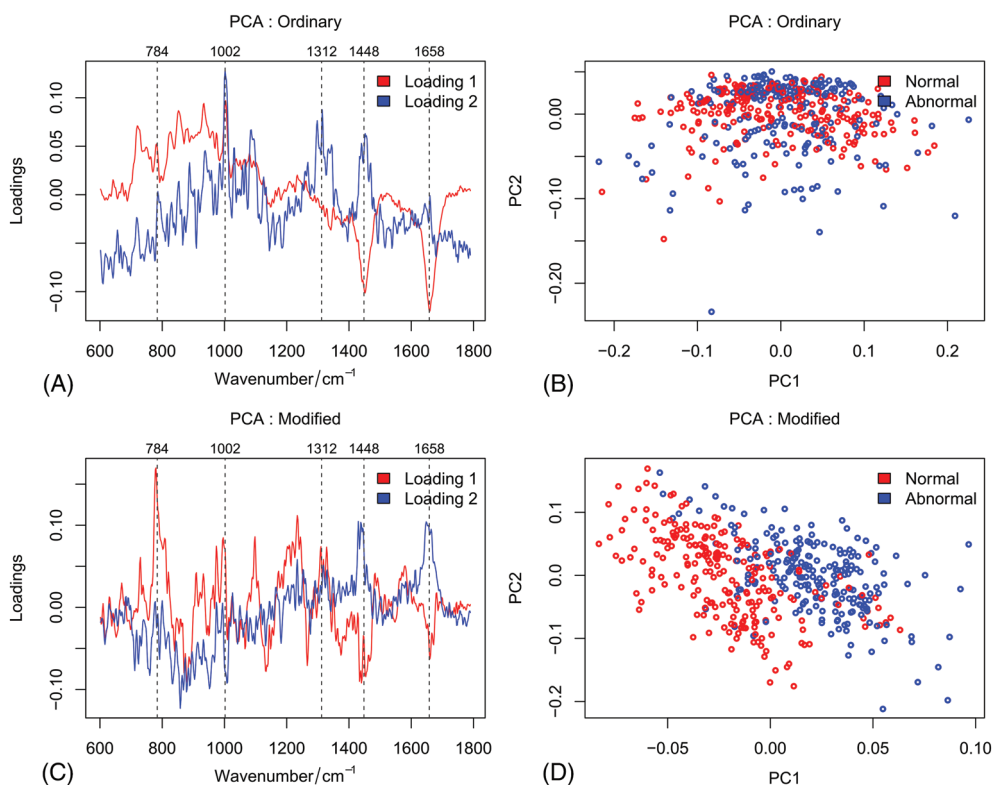 PCA : Ordinary
784 1002 1312 1448 1658
Loading 1
Loading 2
Loadings
0.10
0.05
0.00
−0.10
600 800 1000 1200 1400 1600 1800
Wavenumber/cm⁻¹
(A)
PCA : Ordinary
Normal
Abnormal
PC2
0.00
−0.10
−0.20
−0.2 −0.1 0.0 0.1 0.2
PC1
(B)
PCA : Modified
784 1002 1312 1448 1658
Loading 1
Loading 2
Loadings
0.10
0.00
−0.10
600 800 1000 1200 1400 1600 1800
Wavenumber/cm⁻¹
(C)
PCA : Modified
Normal
Abnormal
PC2
0.1
0.0
−0.1
−0.2
−0.05 0.00 0.05 0.10
PC1
(D)